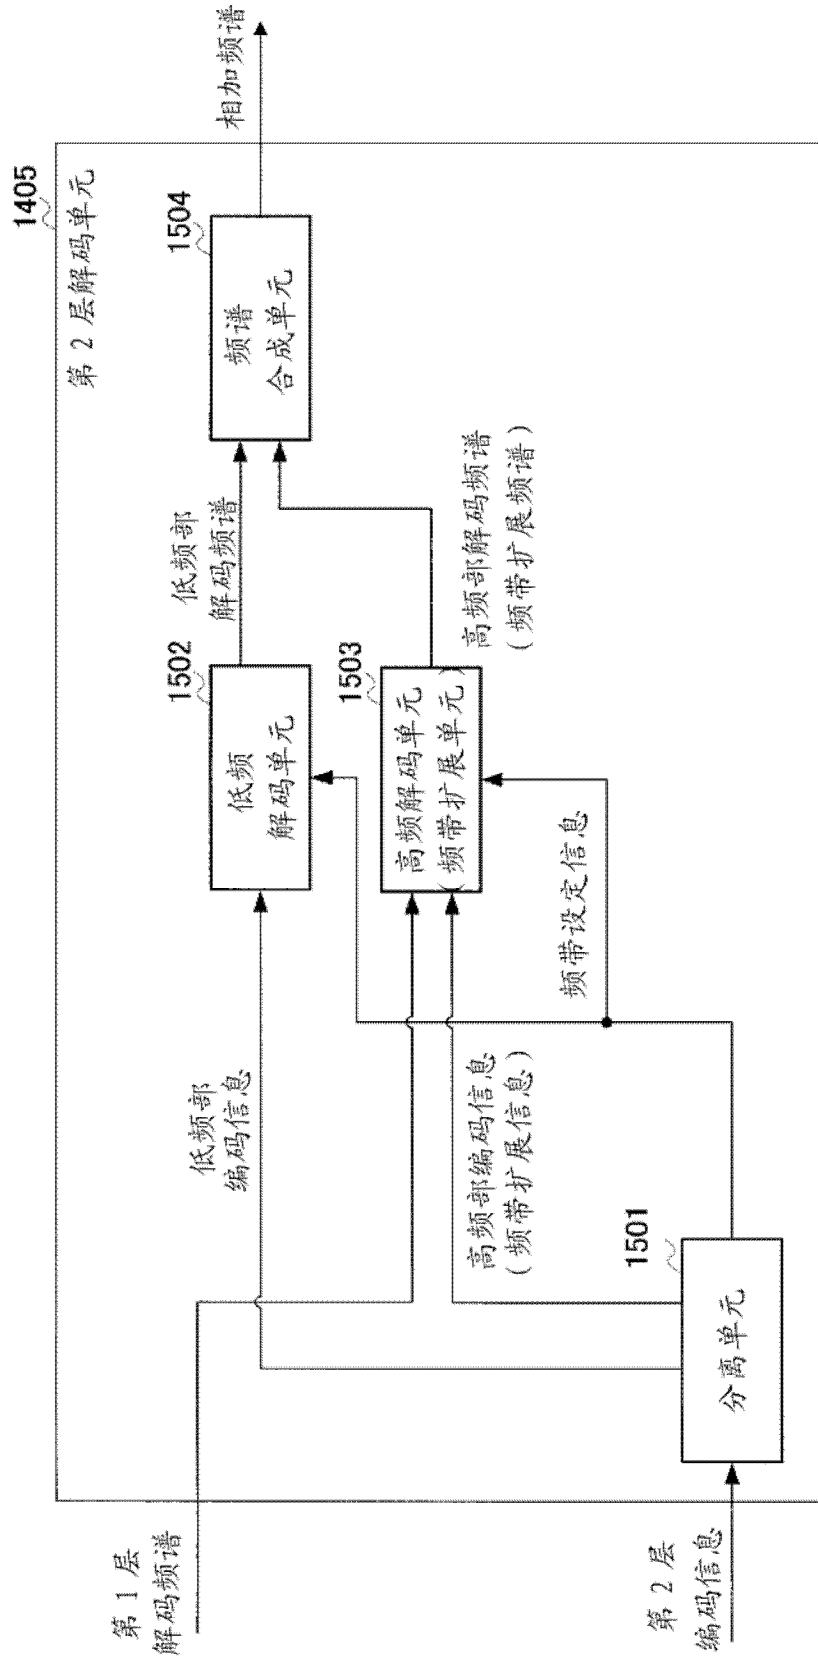 1405
第2层解码单元
第1层
解码频谱
低频部
编码信息
1502
低频
解码单元
低频部
解码频谱
1504
频谱
合成单元
相加频谱
1503
高频解码单元
(频带扩展单元)
高频部解码频谱
(频带扩展频谱)
高频部编码信息
(频带扩展信息)
频带设定信息
1501
分离单元
第2层
编码信息